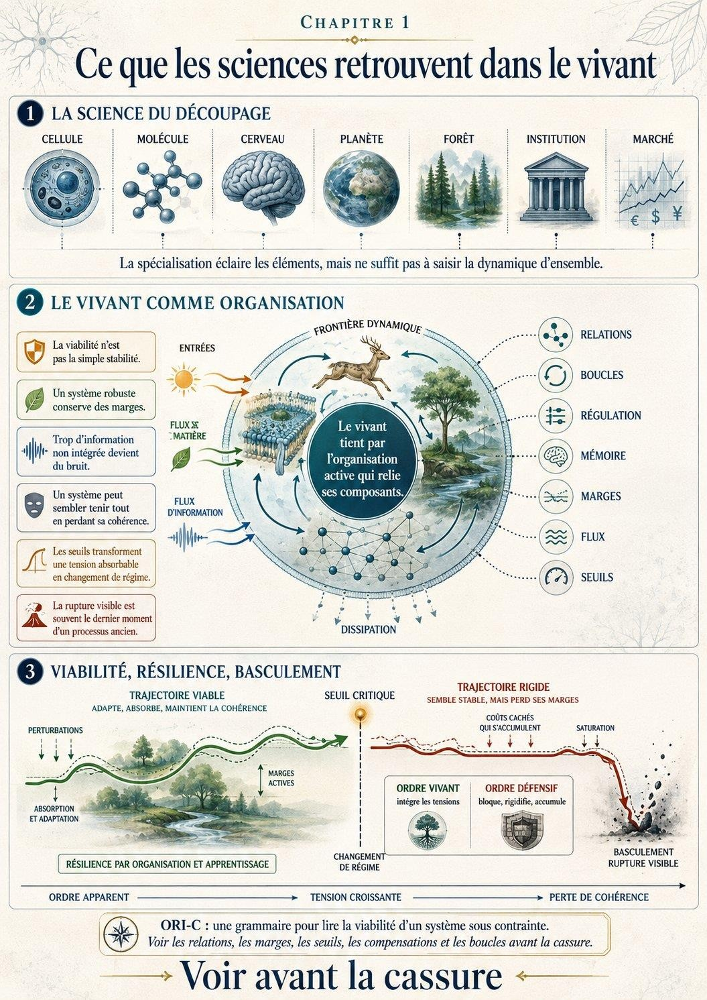 CHAPITRE 1
Ce que les sciences retrouvent dans le vivant
1 LA SCIENCE DU DÉCOUPAGE
CELLULE
MOLÉCULE
CERVEAU
PLANÈTE
FORÊT
INSTITUTION
MARCHÉ
€ $ ¥
La spécialisation éclaire les éléments, mais ne suffit pas à saisir la dynamique d'ensemble.
2 LE VIVANT COMME ORGANISATION
La viabilité n'est
pas la simple stabilité.
Un système robuste
conserve des marges.
Trop d'information
non intégrée devient
du bruit.
Un système peut
sembler tenir tout
en perdant sa cohérence.
Les seuils transforment
une tension absorbable
en changement de régime.
La rupture visible est
souvent le dernier moment
d'un processus ancien.
ENTRÉES
FLUX
MATIÈRE
FLUX
D'INFORMATION
FRONTIÈRE DYNAMIQUE
Le vivant
tient par
l'organisation
active qui relie
ses composants.
DISSIPATION
RELATIONS
BOUCLES
RÉGULATION
MÉMOIRE
MARGES
FLUX
SEUILS
3 VIABILITÉ, RÉSILIENCE, BASCULEMENT
TRAJECTOIRE VIABLE
ADAPTE, ABSORBE, MAINTIENT LA COHÉRENCE
PERTURBATIONS
ABSORPTION
ET ADAPTATION
MARGES
ACTIVES
RÉSILIENCE PAR ORGANISATION ET APPRENTISSAGE
SEUIL CRITIQUE
CHANGEMENT
DE RÉGIME
TRAJECTOIRE RIGIDE
SEMBLE STABLE, MAIS PERD SES MARGES
COÛTS CACHÉS
QUI S'ACCUMULENT
SATURATION
ORDRE VIVANT
intègre les tensions
ORDRE DÉFENSIF
bloque, rigidifie, accumule
BASCULEMENT
RUPTURE VISIBLE
ORDRE APPARENT
TENSION CROISSANTE
PERTE DE COHÉRENCE
ORI-C : une grammaire pour lire la viabilité d'un système sous contrainte.
Voir les relations, les marges, les seuils, les compensations et les boucles avant la cassure.
Voir avant la cassure